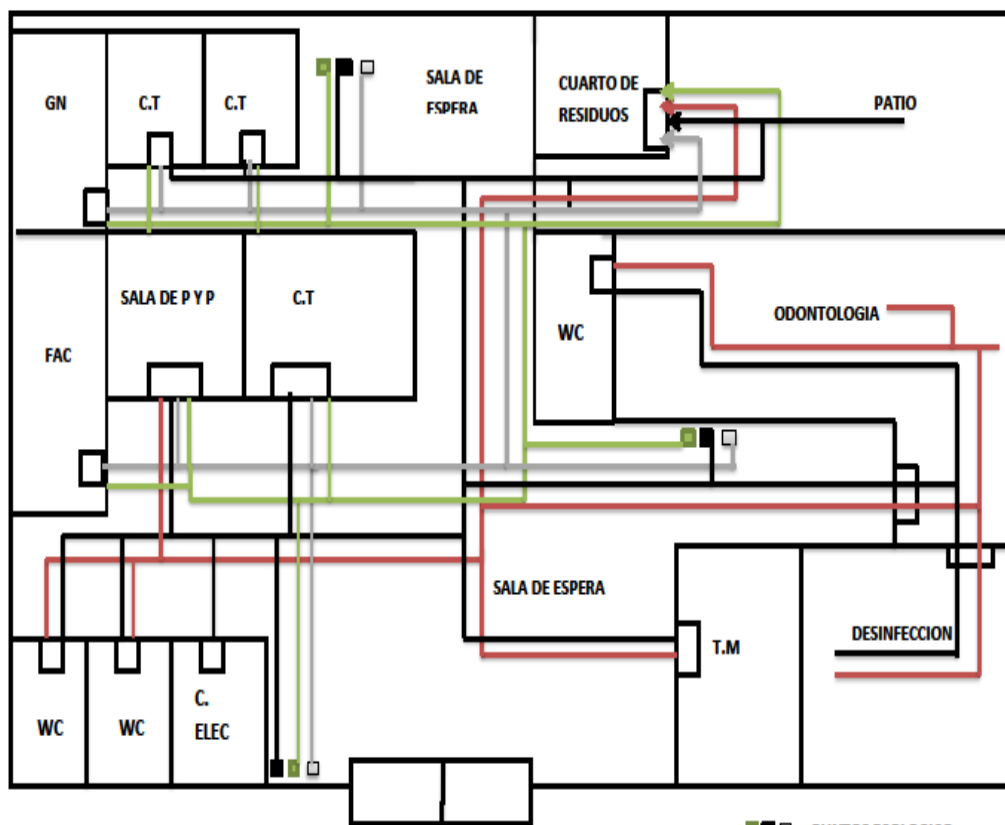 GN
C.T
C.T
SALA DE
ESPERA
CUARTO DE
RESIDUOS
PATIO
SALA DE P Y P
C.T
WC
ODONTOLOGIA
FAC
SALA DE ESPERA
T.M
DESINFECCION
WC
WC
C.
ELEC